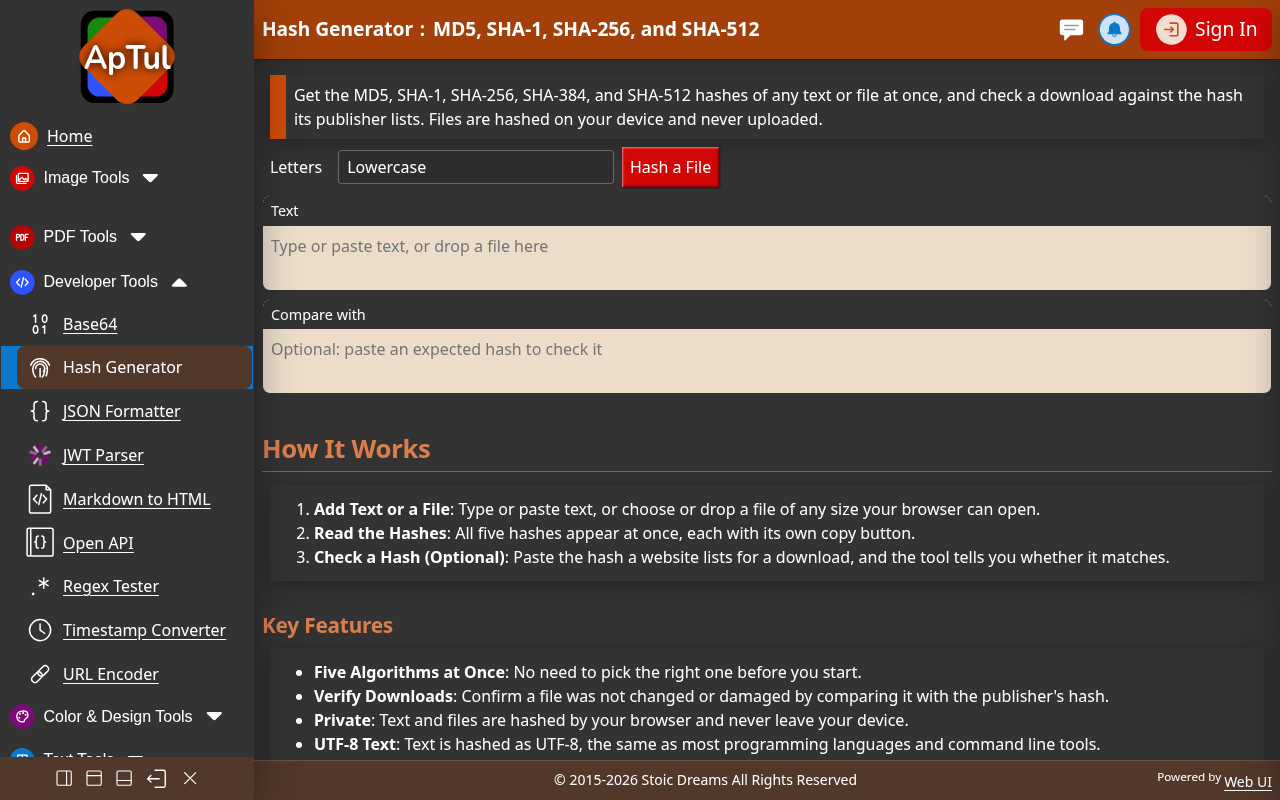 ApTul
Home
Image Tools
PDF Tools
Developer Tools
Base64
Hash Generator
JSON Formatter
JWT Parser
Markdown to HTML
Open API
Regex Tester
Timestamp Converter
URL Encoder
Color & Design Tools
Hash Generator : MD5, SHA-1, SHA-256, and SHA-512
Sign In
Get the MD5, SHA-1, SHA-256, SHA-384, and SHA-512 hashes of any text or file at once, and check a download against the hash
its publisher lists. Files are hashed on your device and never uploaded.
Letters
Lowercase
Hash a File
Text
Type or paste text, or drop a file here
Compare with
Optional: paste an expected hash to check it
How It Works
1. Add Text or a File: Type or paste text, or choose or drop a file of any size your browser can open.
2. Read the Hashes: All five hashes appear at once, each with its own copy button.
3. Check a Hash (Optional): Paste the hash a website lists for a download, and the tool tells you whether it matches.
Key Features
• Five Algorithms at Once: No need to pick the right one before you start.
• Verify Downloads: Confirm a file was not changed or damaged by comparing it with the publisher's hash.
• Private: Text and files are hashed by your browser and never leave your device.
• UTF-8 Text: Text is hashed as UTF-8, the same as most programming languages and command line tools.
© 2015-2026 Stoic Dreams All Rights Reserved
Powered by Web UI